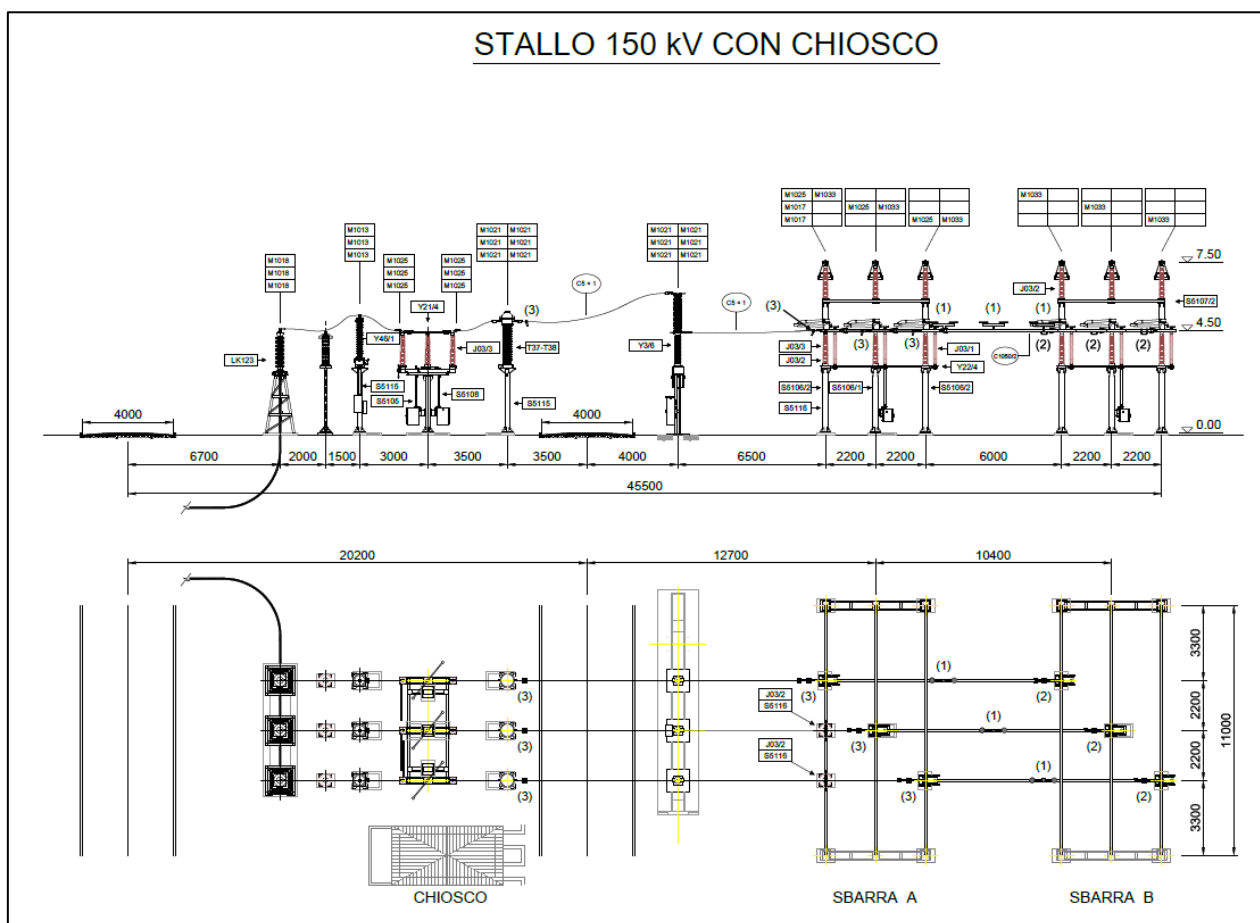 STALLO 150 kV CON CHIOSCO
M1025 M1033
M1017
M1017
M1025 M1033
M1025 M1033
M1033
M1033
M1033
M1018
M1018
M1018
M1013
M1013
M1013
M1025
M1025
M1025
M1025
M1025
M1025
M1021 M1021
M1021 M1021
M1021 M1021
M1021 M1021
M1021 M1021
M1021 M1021
7.50
J03/2
S5107/2
C5 * 1
C5 * 1
Y21/4
(3)
(3)
(1)
(1)
(1)
4.50
LK123
Y46/1
J03/3
T37-T38
Y3/6
J03/3
J03/2
(3)
(3)
J03/1
C1050/2
(2)
(2)
(2)
Y22/4
S5115
S5105
S5108
S5115
S5106/2
S5106/1
S5106/2
S5116
4000
4000
0.00
6700
2000
1500
3000
3500
3500
4000
6500
2200
2200
6000
2200
2200
45500
20200
12700
10400
3300
(1)
(3)
(3)
(2)
J03/2
S5116
2200
(1)
(3)
(3)
(2)
11000
J03/2
S5116
2200
(1)
(3)
(3)
(2)
3300
CHIOSCO
SBARRA A
SBARRA B